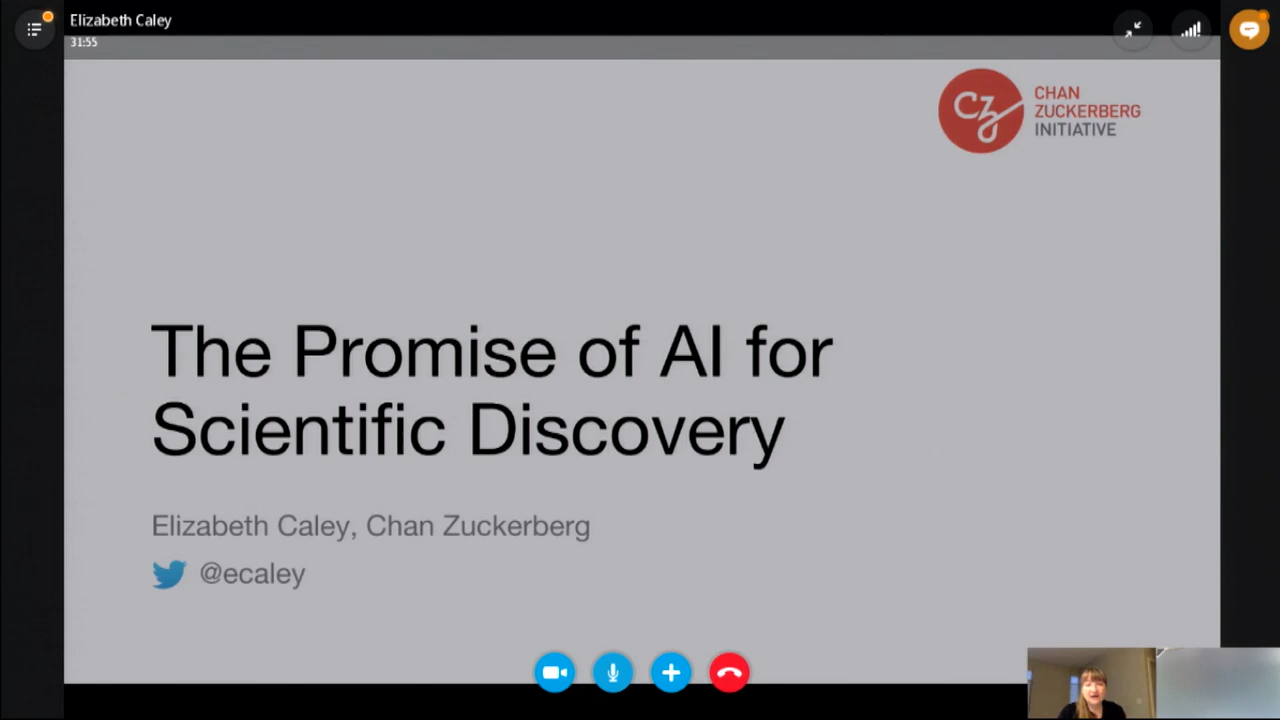 Elizabeth Caley
31:55
CHAN
ZUCKERBERG
INITIATIVE
The Promise of AI for
Scientific Discovery
Elizabeth Caley, Chan Zuckerberg
@ecaley